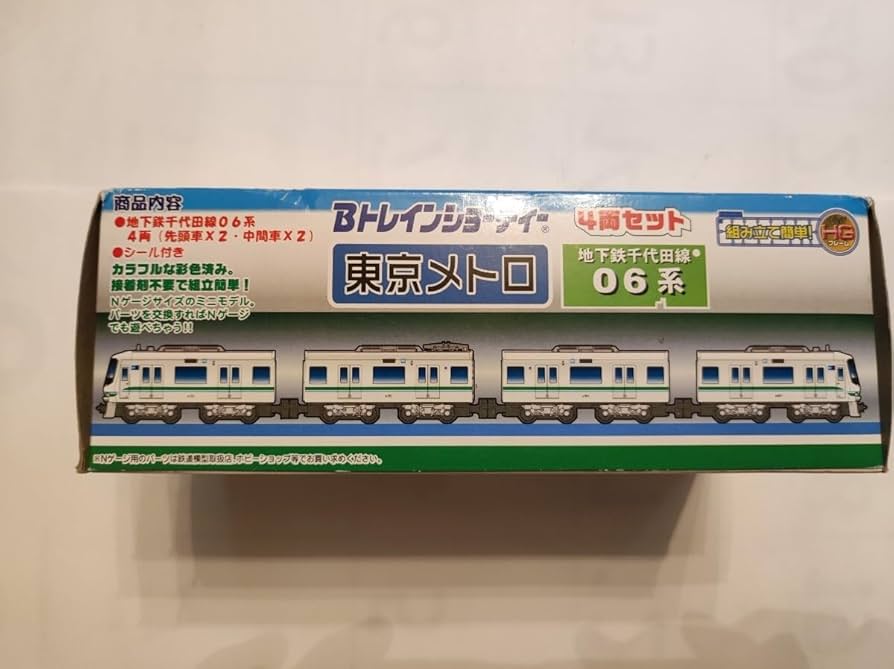 商品内容
●地下鉄千代田線06系
4両(先頭車×2・中間車×2)
●シール付き
カラフルな彩色済み。
接着剤不要で組立簡単!
Nゲージサイズのミニモデル。
パーツを交換すればNゲージ
でも遊べちゃう!!
Bトレインショーティー®
4両セット
東京メトロ
地下鉄千代田線
06系
組み立て簡単!
HG
フレーム
※Nゲージ用のパーツは鉄道模型取扱店、ホビーショップ等でお買い求めください。